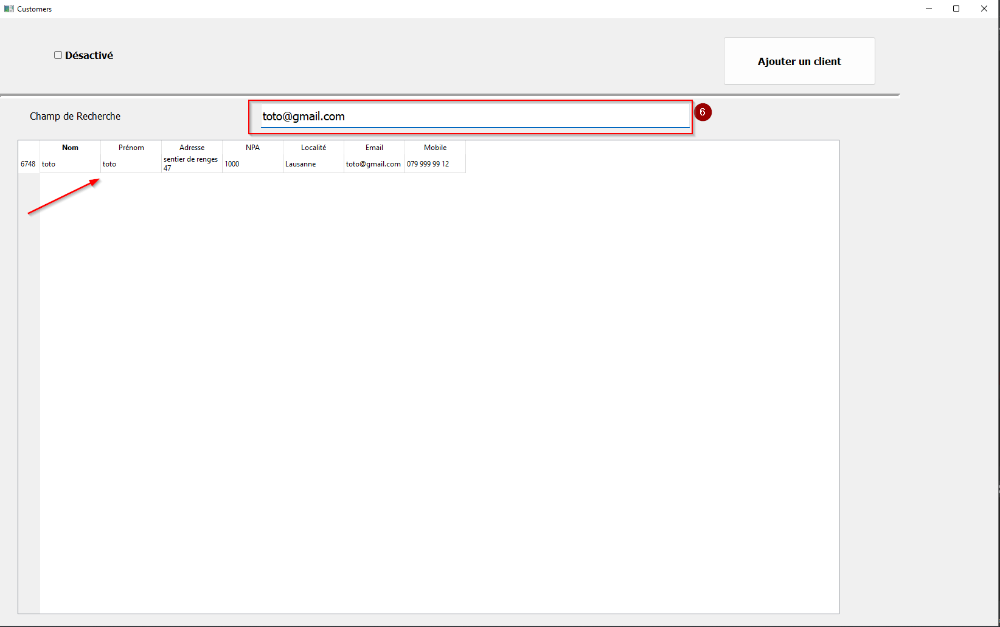 Customers
Désactivé
Ajouter un client
Champ de Recherche
toto@gmail.com
6
Nom Prénom Adresse NPA Localité Email Mobile
6748 toto toto sentier de renges 47 1000 Lausanne toto@gmail.com 079 999 99 12